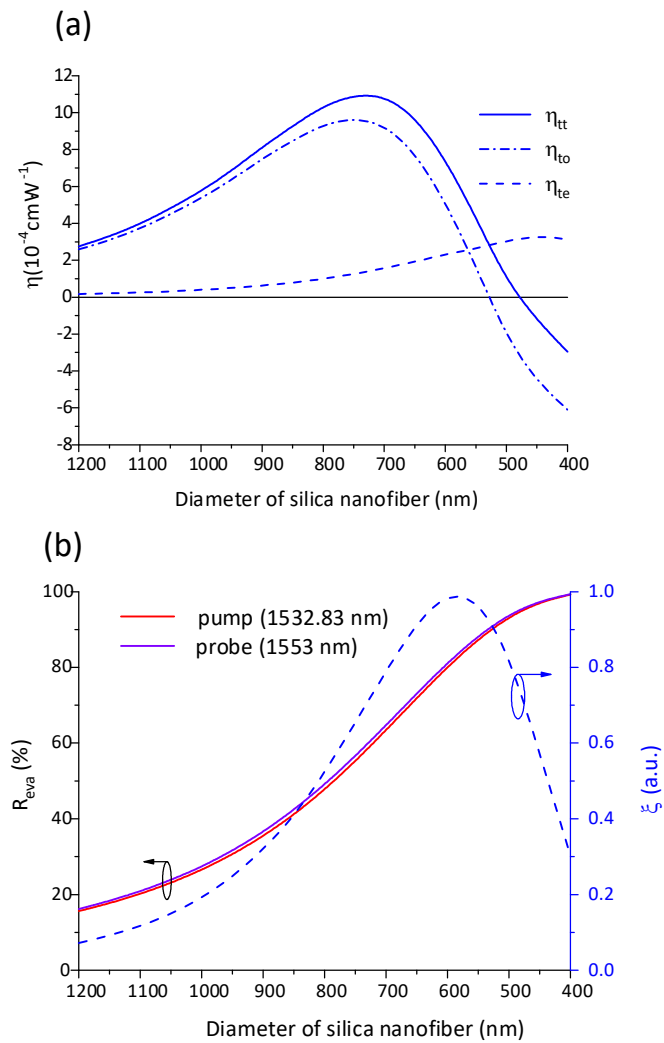 (a)
12
10
8
6
4
2
0
-2
-4
-6
-8
η(10⁻⁴cmW⁻¹)
ηtt
ηto
ηte
1200 1100 1000 900 800 700 600 500 400
Diameter of silica nanofiber (nm)
(b)
100
80
60
40
20
0
Reva (%)
pump (1532.83 nm)
probe (1553 nm)
1.0
0.8
0.6
0.4
0.2
0.0
ξ (a.u.)
1200 1100 1000 900 800 700 600 500 400
Diameter of silica nanofiber (nm)